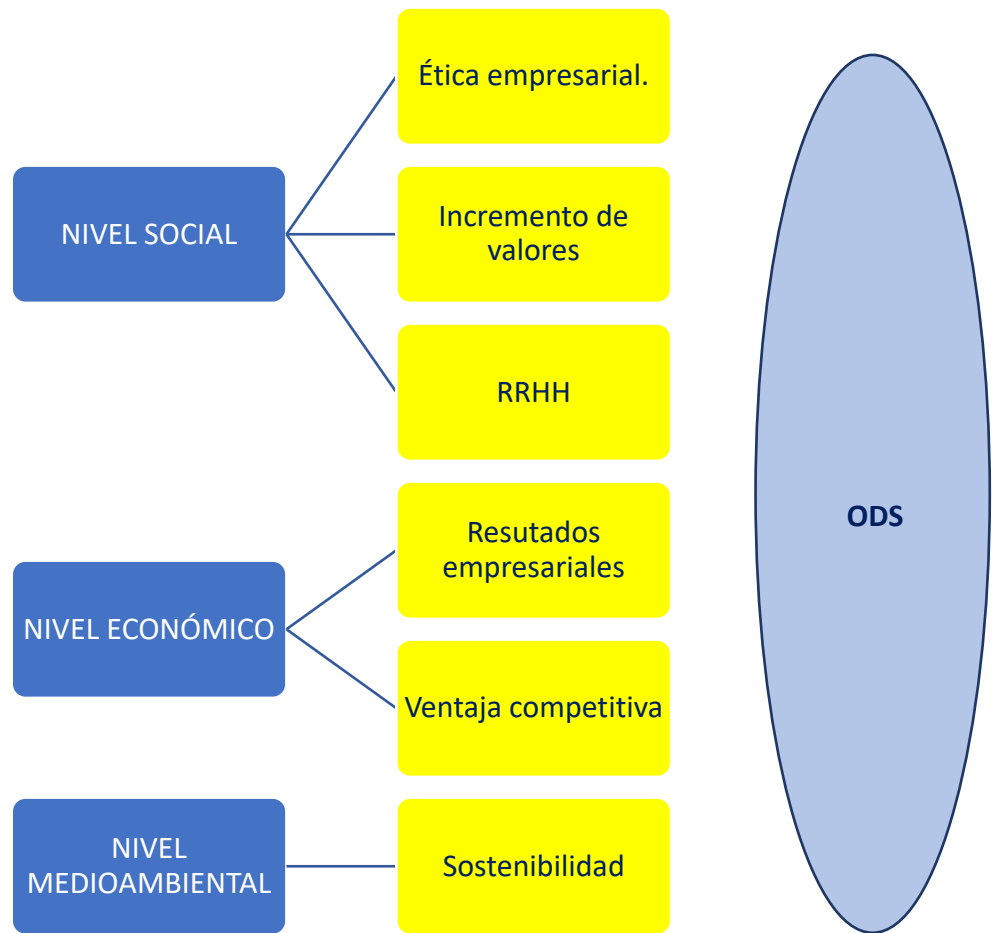 NIVEL SOCIAL
Ética empresarial.
Incremento de
valores
RRHH
NIVEL ECONÓMICO
Resutados
empresariales
Ventaja competitiva
NIVEL
MEDIOAMBIENTAL
Sostenibilidad
ODS